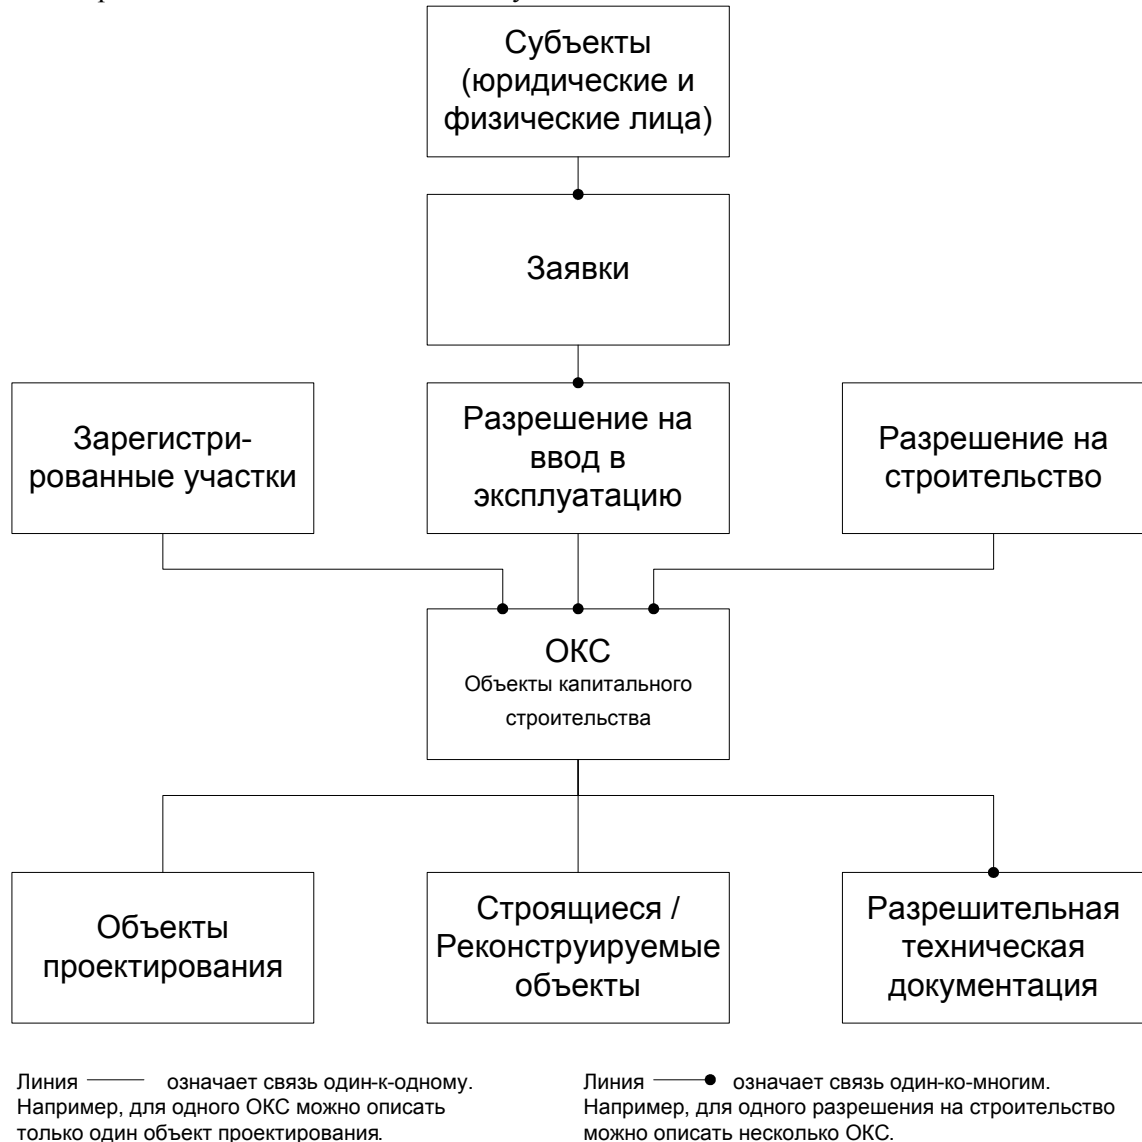 Субъекты
(юридические и
физические лица)
Заявки
Зарегистри-
рованные участки
Разрешение на
ввод в
эксплуатацию
Разрешение на
строительство
ОКС
Объекты капитального
строительства
Объекты
проектирования
Строящиеся /
Реконструируемые
объекты
Разрешительная
техническая
документация
Линия означает связь один-к-одному.
Например, для одного ОКС можно описать
только один объект проектирования.
Линия означает связь один-ко-многим.
Например, для одного разрешения на строительство
можно описать несколько ОКС.